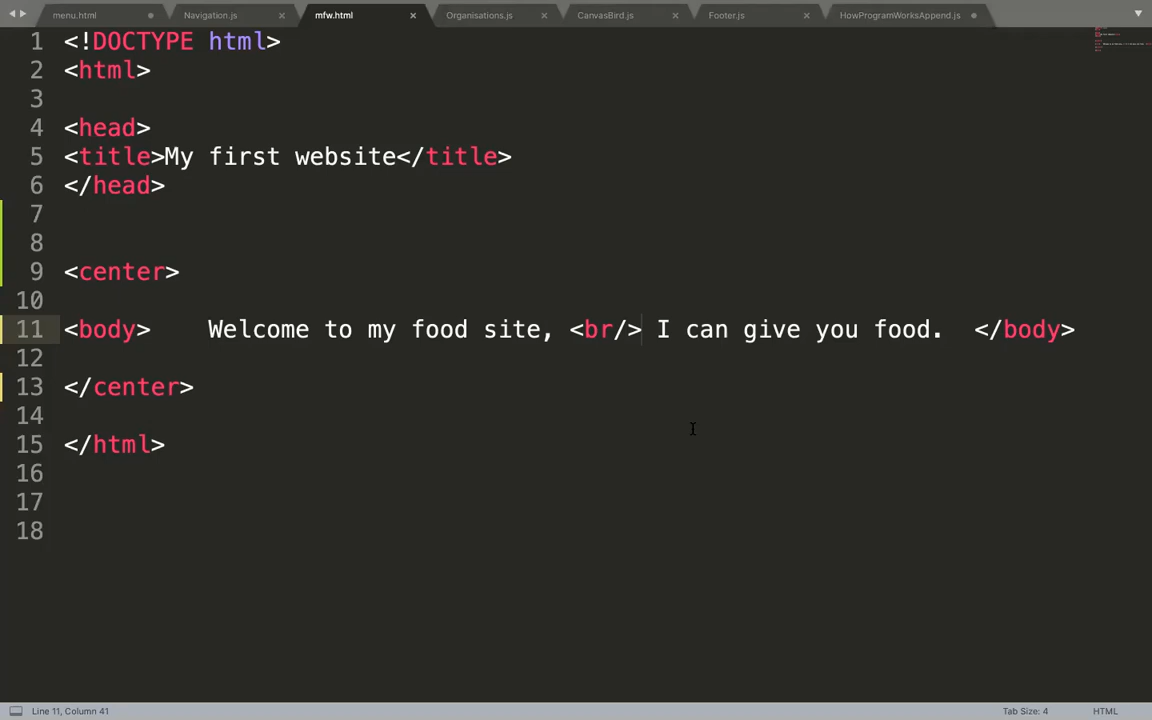 menu.html Navigation.js mfw.html Organisations.js CanvasBird.js Footer.js HowProgramWorksAppend.js
1 <!DOCTYPE html>
2 <html>
3
4 <head>
5 <title>My first website</title>
6 </head>
7
8
9 <center>
10
11 <body>    Welcome to my food site, <br/> I can give you food.  </body>
12
13 </center>
14
15 </html>
16
17
18
Line 11, Column 41 Tab Size: 4 HTML